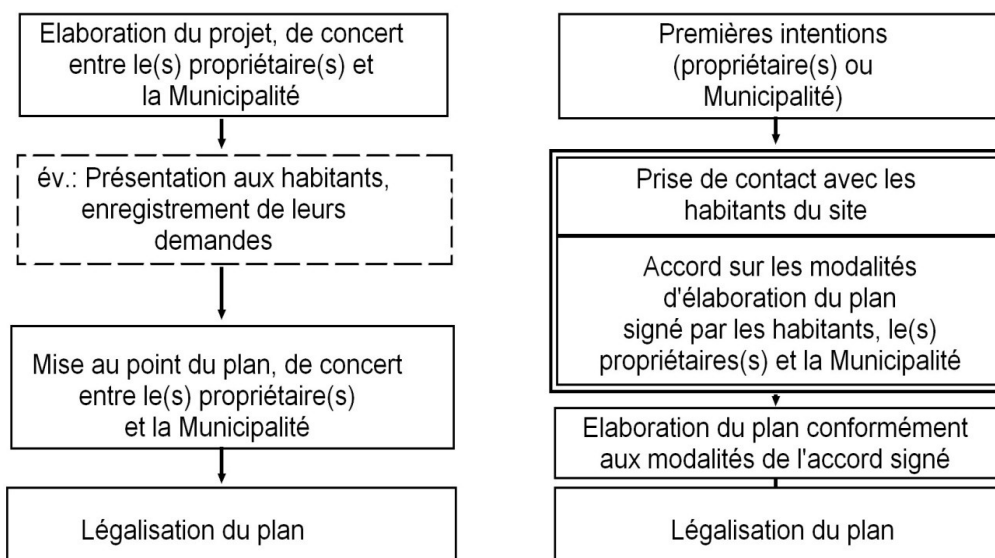 Elaboration du projet, de concert
entre le(s) propriétaire(s) et
la Municipalité
év.: Présentation aux habitants,
enregistrement de leurs
demandes
Mise au point du plan, de concert
entre le(s) propriétaire(s)
et la Municipalité
Légalisation du plan
Premières intentions
(propriétaire(s) ou
Municipalité)
Prise de contact avec les
habitants du site
Accord sur les modalités
d'élaboration du plan
signé par les habitants, le(s)
propriétaires(s) et la Municipalité
Elaboration du plan conformément
aux modalités de l'accord signé
Légalisation du plan